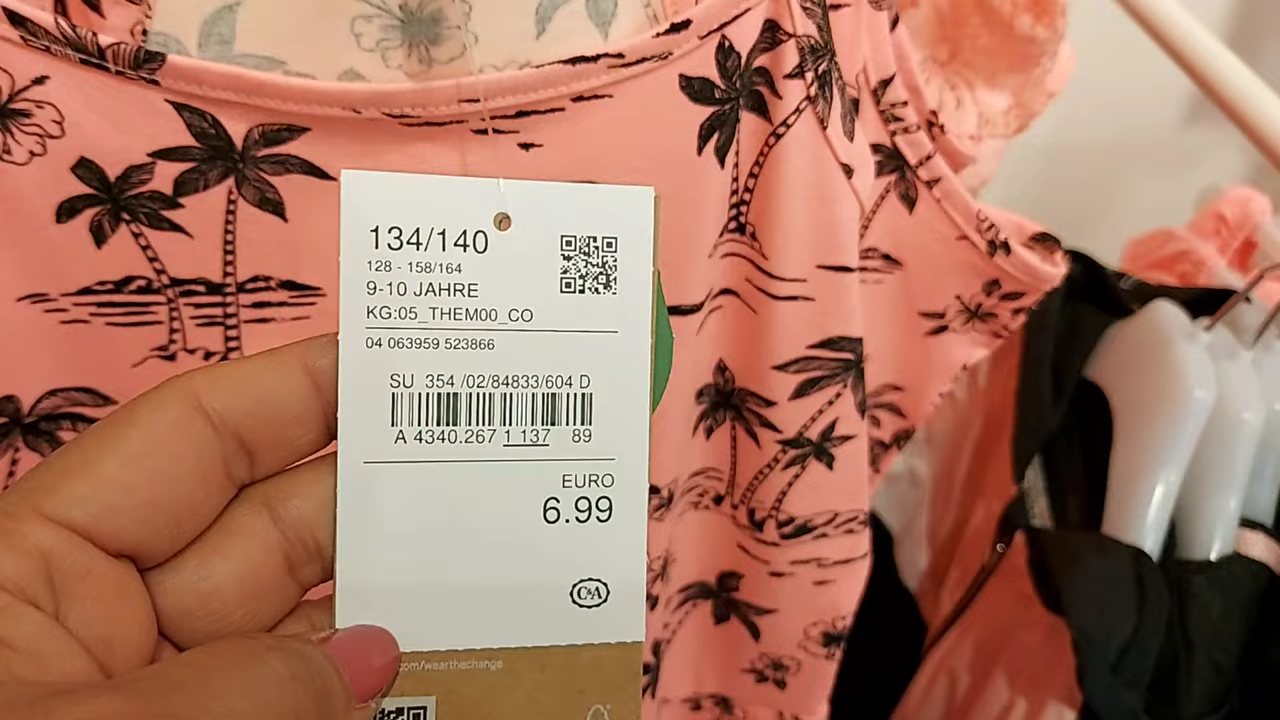 134/140
128 - 158/164
9-10 JAHRE
KG:05_THEM00_CO
04 063959 523866
SU 354 /02/84833/604 D
A 4340.267 1 137 89
EURO
6.99
C&A
com/wearthechange